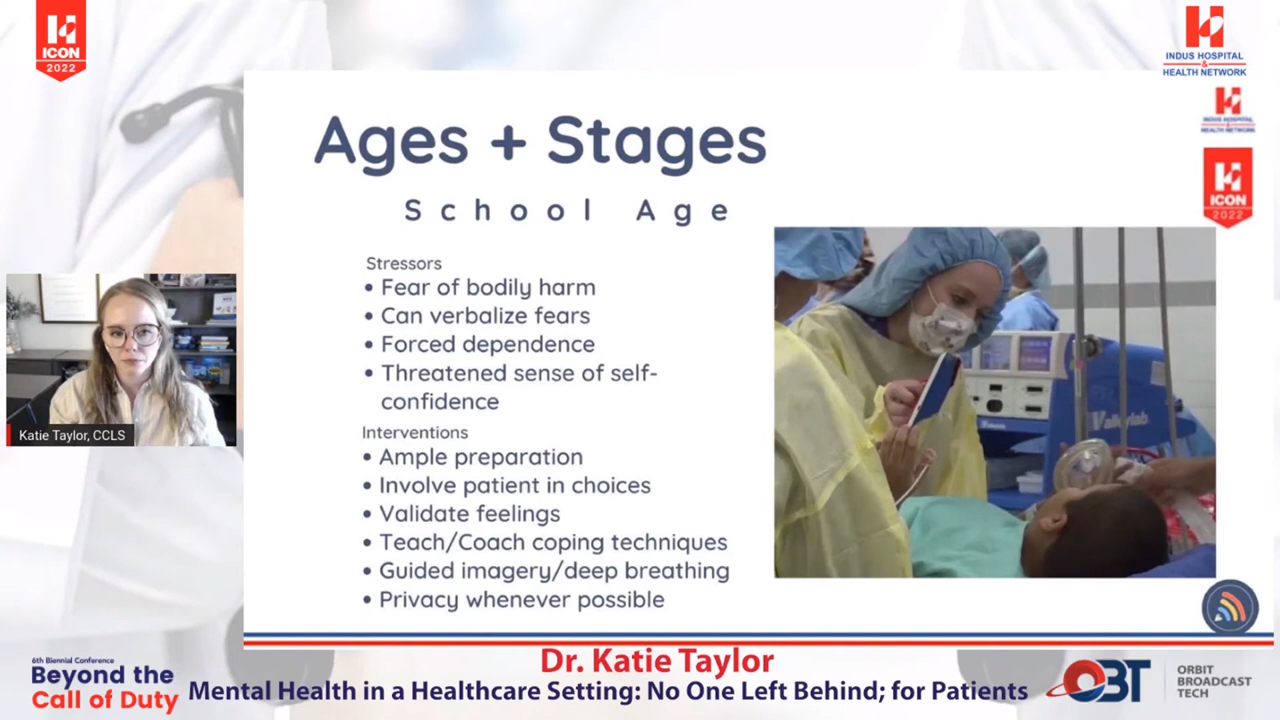 ICON
2022
INDUS HOSPITAL
&
HEALTH NETWORK
INDUS HOSPITAL
HEALTH NETWORK
ICON
2022
Ages + Stages
School Age
Stressors
• Fear of bodily harm
• Can verbalize fears
• Forced dependence
• Threatened sense of self-
confidence
Interventions
• Ample preparation
• Involve patient in choices
• Validate feelings
• Teach/Coach coping techniques
• Guided imagery/deep breathing
• Privacy whenever possible
Valleylab
Katie Taylor, CCLS
6th Biennial Conference
Beyond the
Call of Duty
Dr. Katie Taylor
Mental Health in a Healthcare Setting: No One Left Behind; for Patients
OBT
ORBIT
BROADCAST
TECH